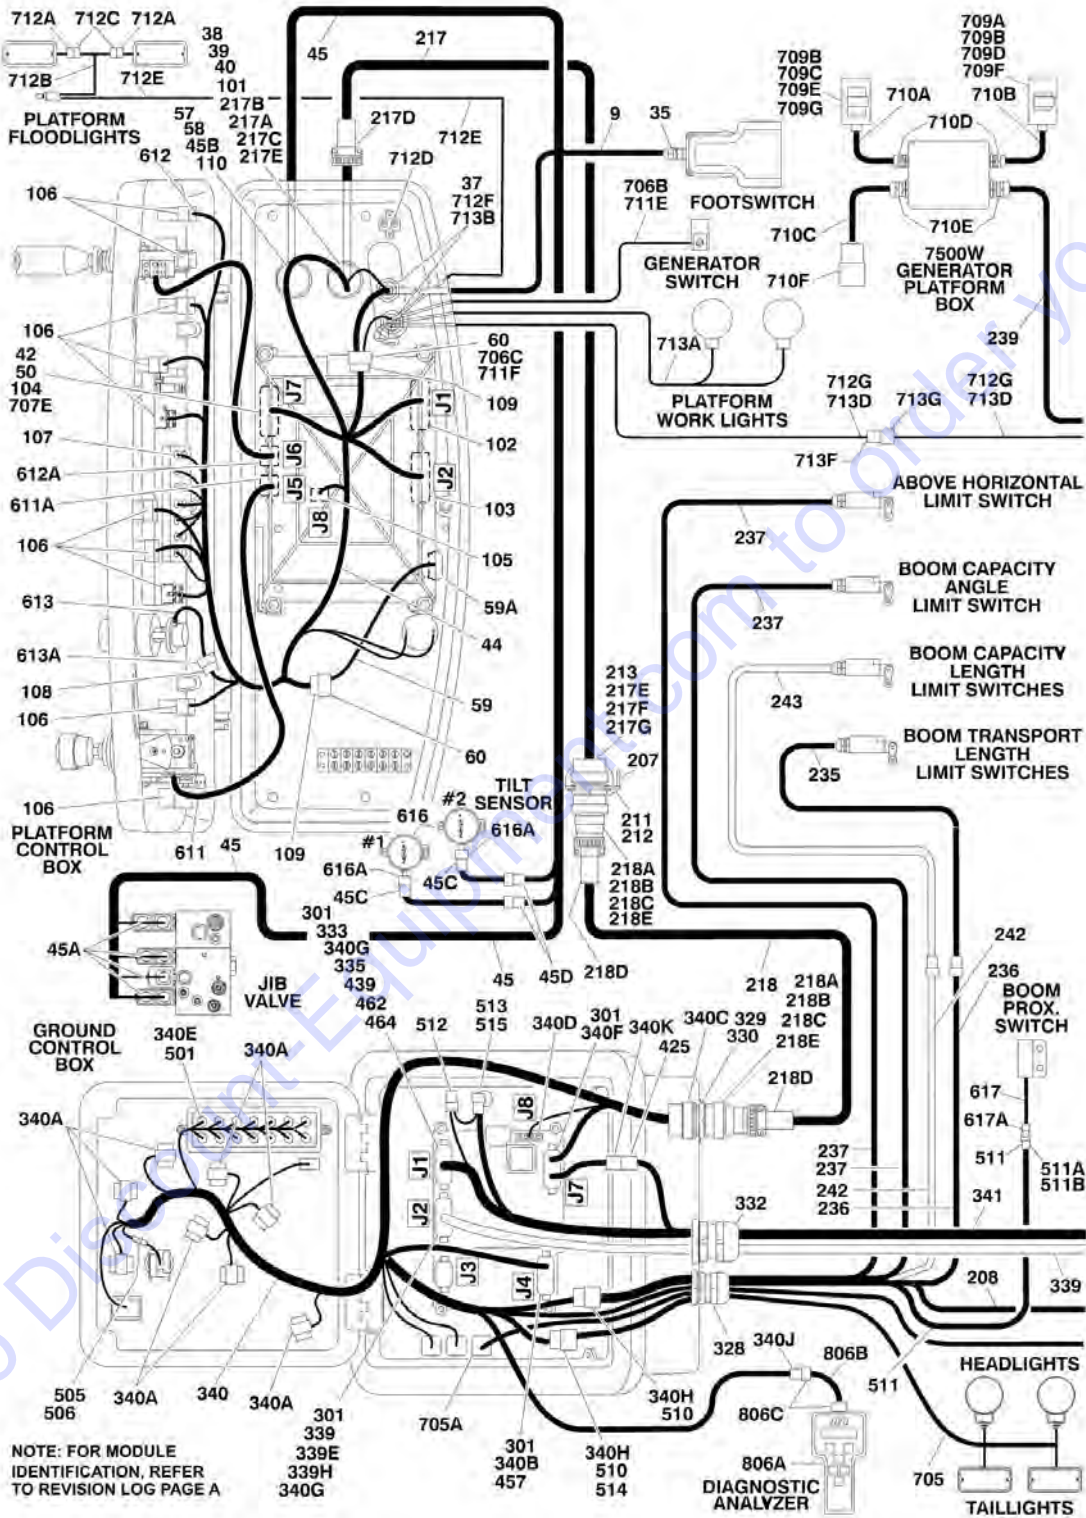 712A 712C 712A
712B
712E
PLATFORM
FLOODLIGHTS
38
39
40
101
217B
217A
217C
217E
57
58
45B
110
612
45
217
217D
712D
712E
37
712F
713B
9
35
FOOTSWITCH
706B
711E
GENERATOR
SWITCH
709B
709C
709E
709G
709A
709B
709D
709F
710A
710B
710D
710E
710C
710F
7500W
GENERATOR
PLATFORM
BOX
239
106
106
42
50
104
707E
107
612A
611A
106
613
613A
108
106
106
PLATFORM
CONTROL
BOX
611
109
J7
J6
J5
J8
J1
J2
60
706C
711F
109
102
103
105
59A
44
59
60
713A
PLATFORM
WORK LIGHTS
712G
713D
713G
712G
713D
713F
ABOVE HORIZONTAL
LIMIT SWITCH
237
BOOM CAPACITY
ANGLE
LIMIT SWITCH
237
BOOM CAPACITY
LENGTH
LIMIT SWITCHES
243
BOOM TRANSPORT
LENGTH
LIMIT SWITCHES
235
213
217E
217F
217G
207
211
212
218A
218B
218C
218E
218D
TILT
SENSOR
#2
#1
616
616A
616A
45C
45C
45D
45
45
45A
JIB
VALVE
218
242
236
BOOM
PROX.
SWITCH
617
617A
511
511A
511B
GROUND
CONTROL
BOX
340E
501
340A
340A
301
333
340G
335
439
462
464
512
513
515
340D
301
340F
340K
425
340C
329
330
218A
218B
218C
218E
218D
J8
J1
J2
J7
J3
J4
332
237
237
242
236
341
208
339
328
340J
806B
806C
806A
DIAGNOSTIC
ANALYZER
511
HEADLIGHTS
705
TAILLIGHTS
505
506
340A
340
340A
301
339
339E
339H
340G
705A
301
340B
457
340H
510
514
340H
510
NOTE: FOR MODULE
IDENTIFICATION, REFER
TO REVISION LOG PAGE A
Discount-Equipment.com to order yo